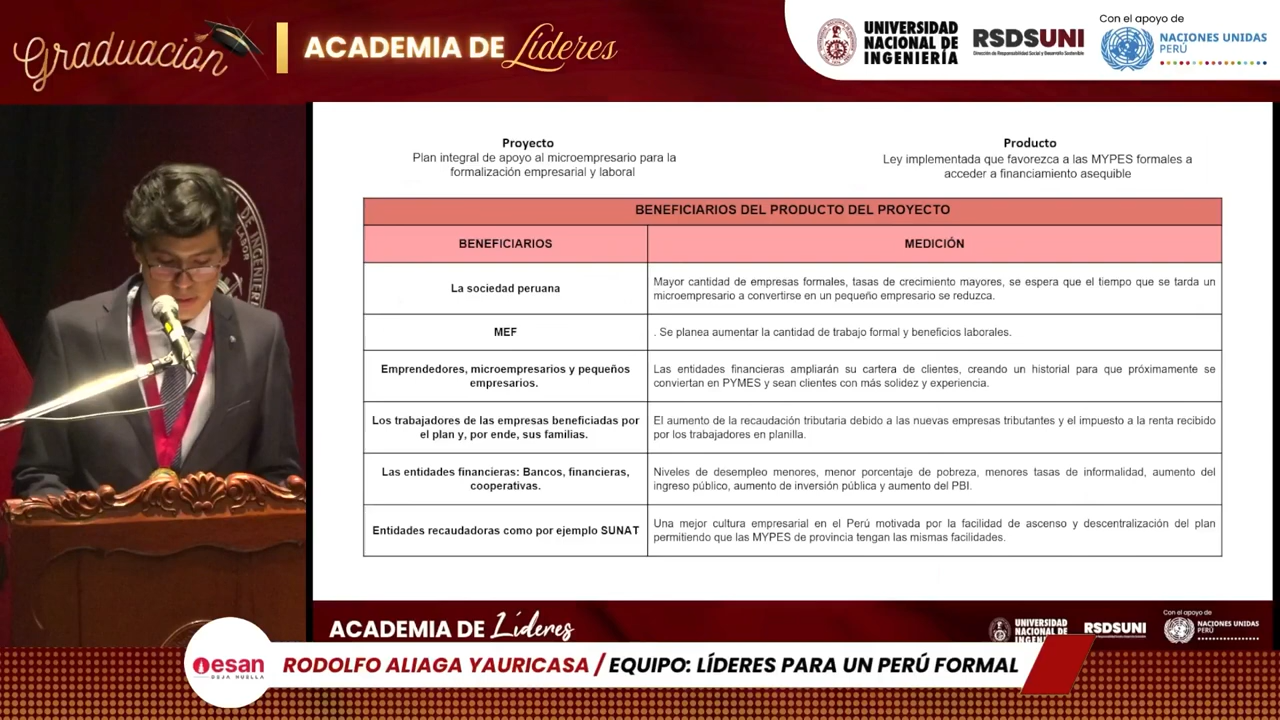 Graduación
ACADEMIA DE Líderes
UNIVERSIDAD
NACIONAL DE
INGENIERÍA
RSDSUNI
Dirección de Responsabilidad Social y Desarrollo Sostenible
Con el apoyo de
NACIONES UNIDAS
PERÚ
DE INGENIERÍA
LABOR
Proyecto
Plan integral de apoyo al microempresario para la
formalización empresarial y laboral
Producto
Ley implementada que favorezca a las MYPES formales a
acceder a financiamiento asequible
BENEFICIARIOS DEL PRODUCTO DEL PROYECTO
BENEFICIARIOS
MEDICIÓN
La sociedad peruana
Mayor cantidad de empresas formales, tasas de crecimiento mayores, se espera que el tiempo que se tarda un
microempresario a convertirse en un pequeño empresario se reduzca.
MEF
. Se planea aumentar la cantidad de trabajo formal y beneficios laborales.
Emprendedores, microempresarios y pequeños
empresarios.
Las entidades financieras ampliarán su cartera de clientes, creando un historial para que próximamente se
conviertan en PYMES y sean clientes con más solidez y experiencia.
Los trabajadores de las empresas beneficiadas por
el plan y, por ende, sus familias.
El aumento de la recaudación tributaria debido a las nuevas empresas tributantes y el impuesto a la renta recibido
por los trabajadores en planilla.
Las entidades financieras: Bancos, financieras,
cooperativas.
Niveles de desempleo menores, menor porcentaje de pobreza, menores tasas de informalidad, aumento del
ingreso público, aumento de inversión pública y aumento del PBI.
Entidades recaudadoras como por ejemplo SUNAT
Una mejor cultura empresarial en el Perú motivada por la facilidad de ascenso y descentralización del plan
permitiendo que las MYPES de provincia tengan las mismas facilidades.
ACADEMIA DE Líderes
UNIVERSIDAD
NACIONAL DE
RSDSUNI
Con el apoyo de
NACIONES UNIDAS
PERÚ
esan
DEJA HUELLA
RODOLFO ALIAGA YAURICASA / EQUIPO: LÍDERES PARA UN PERÚ FORMAL